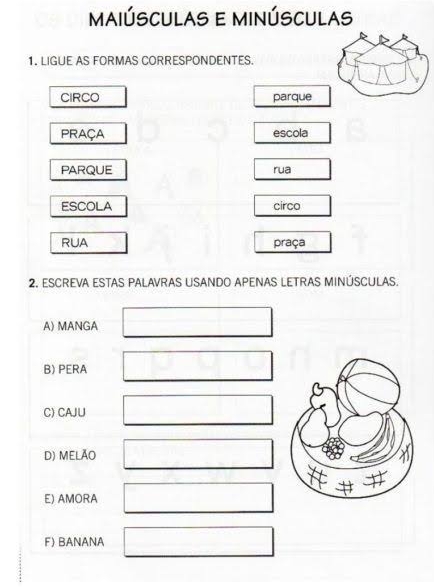 MAIÚSCULAS E MINÚSCULAS
1. LIGUE AS FORMAS CORRESPONDENTES.
CIRCO parque
PRAÇA escola
PARQUE rua
ESCOLA circo
RUA praça
2. ESCREVA ESTAS PALAVRAS USANDO APENAS LETRAS MINÚSCULAS.
A) MANGA
B) PERA
C) CAJU
D) MELÃO
E) AMORA
F) BANANA